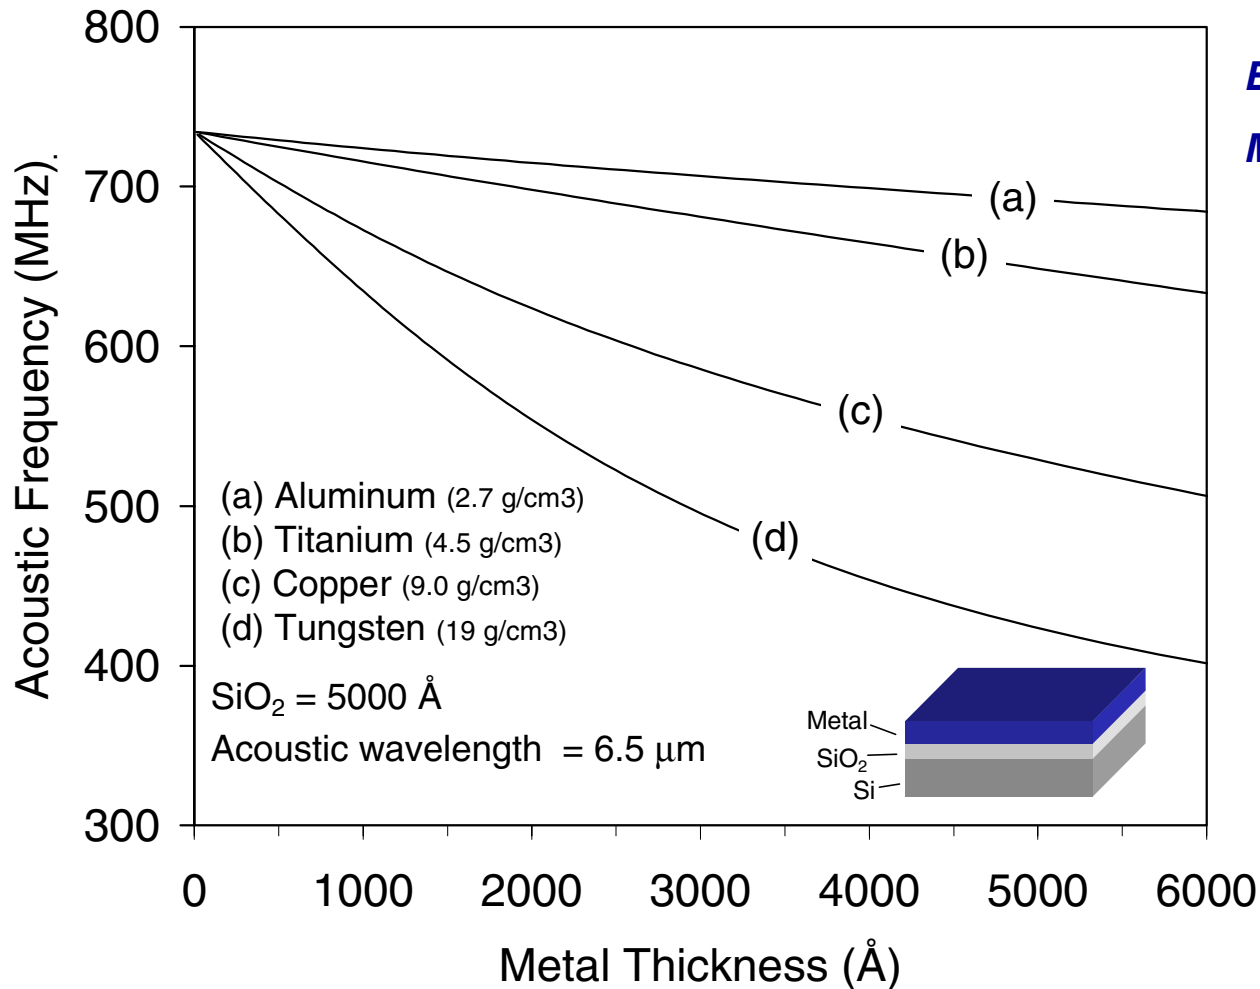 800
700
600
500
400
300
Acoustic Frequency (MHz).
E
M
(a)
(b)
(c)
(d)
(a) Aluminum (2.7 g/cm3)
(b) Titanium (4.5 g/cm3)
(c) Copper (9.0 g/cm3)
(d) Tungsten (19 g/cm3)
SiO₂ = 5000 Å
Acoustic wavelength = 6.5 μm
Metal
SiO₂
Si
0 1000 2000 3000 4000 5000 6000
Metal Thickness (Å)